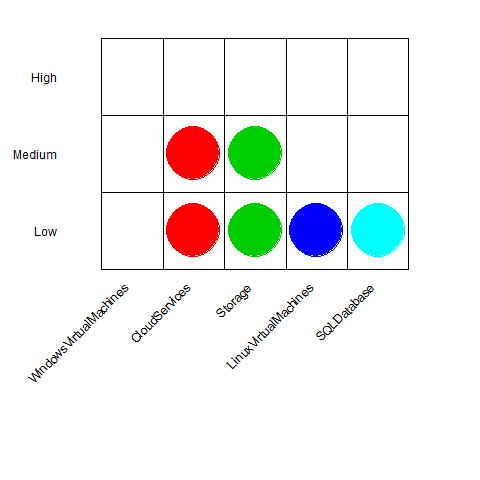 High
Medium
Low
WindowsVirtualMachines
CloudServices
Storage
LinuxVirtualMachines
SQLDatabase